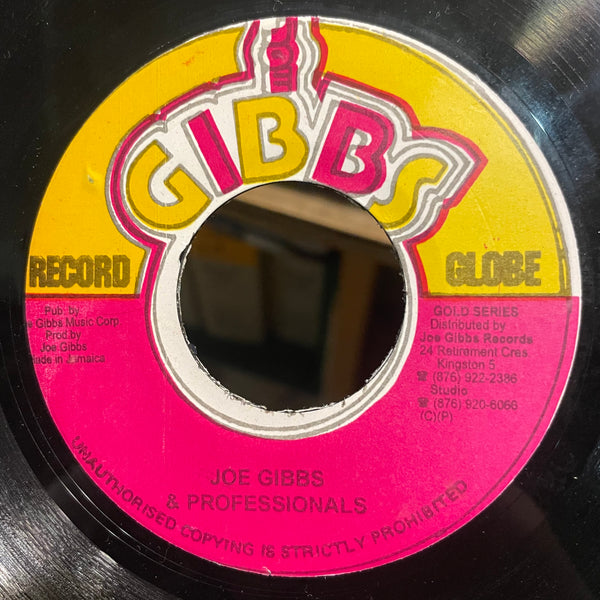 JOE
GIBBS
RECORD GLOBE
Pub. by
Gibbs Music Corp.
Prod.by
Joe Gibbs
in Jamaica
GOLD SERIES
Distributed by
Joe Gibbs Records
24 Retirement Cres.
Kingston 5
☎ (876) 922-2386
Studio
☎ (876) 920-6066
(C)(P)
JOE GIBBS
& PROFESSIONALS
UNAUTHORISED COPYING IS STRICTLY PROHIBITED